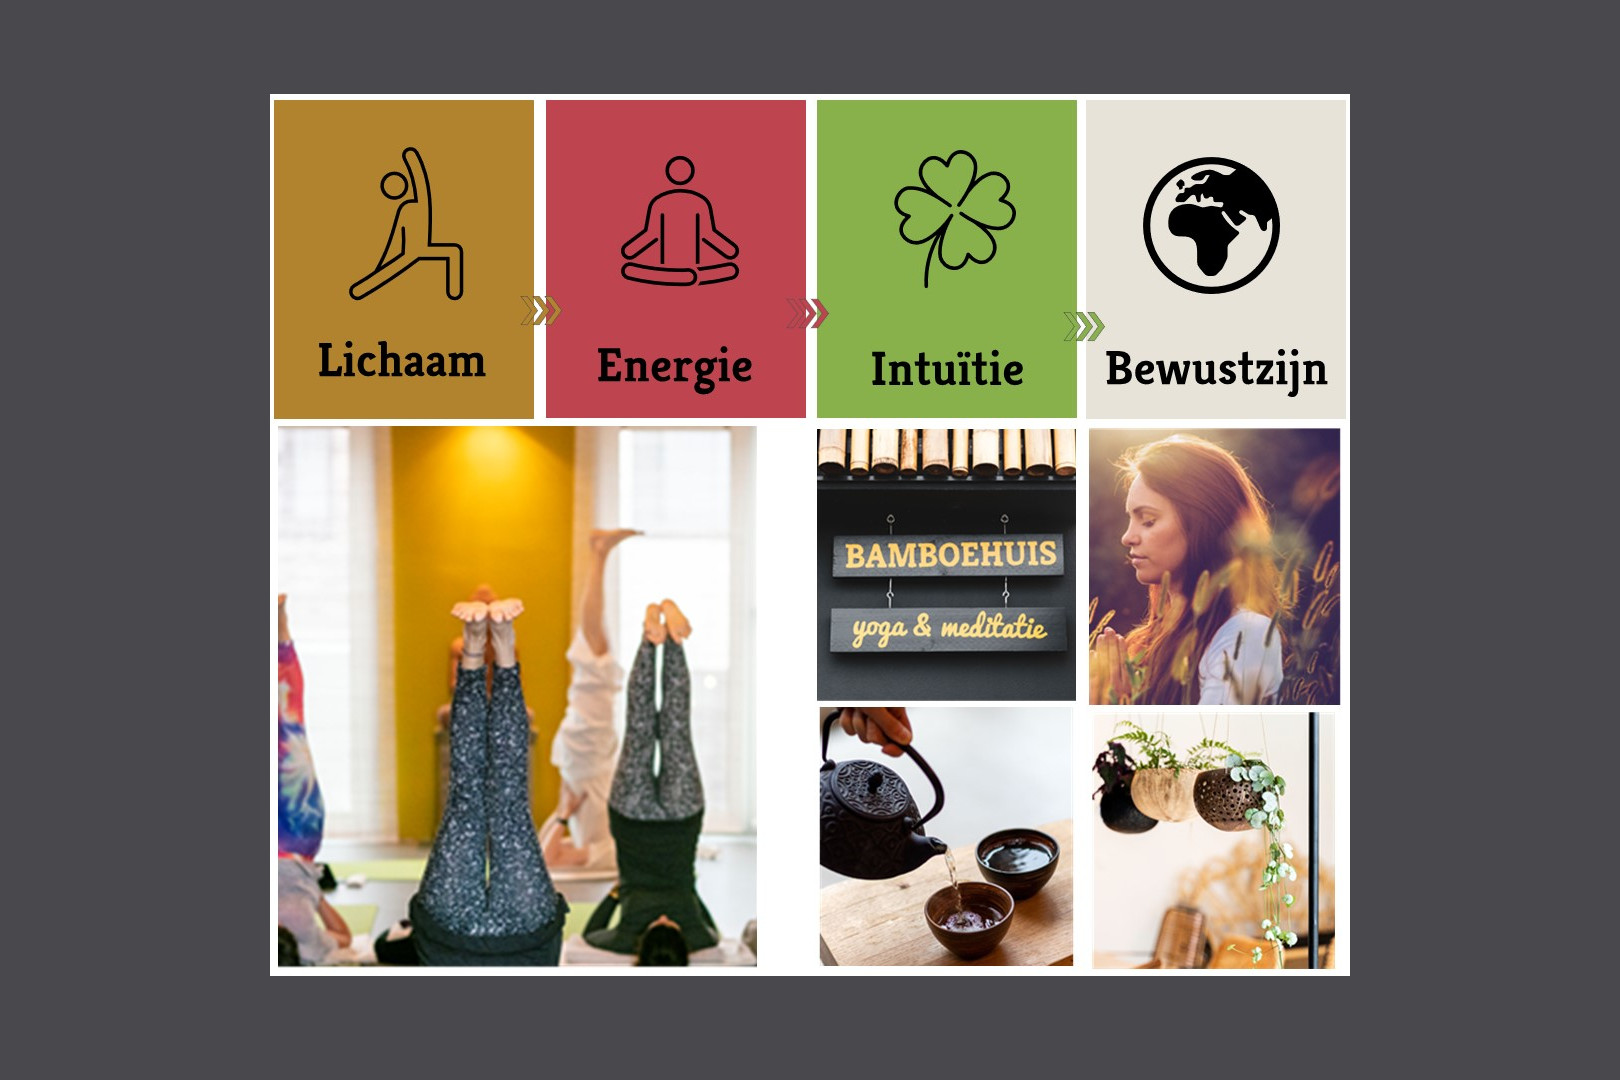 Lichaam
Energie
Intuïtie
Bewustzijn
BAMBOEHUIS
yoga & meditatie